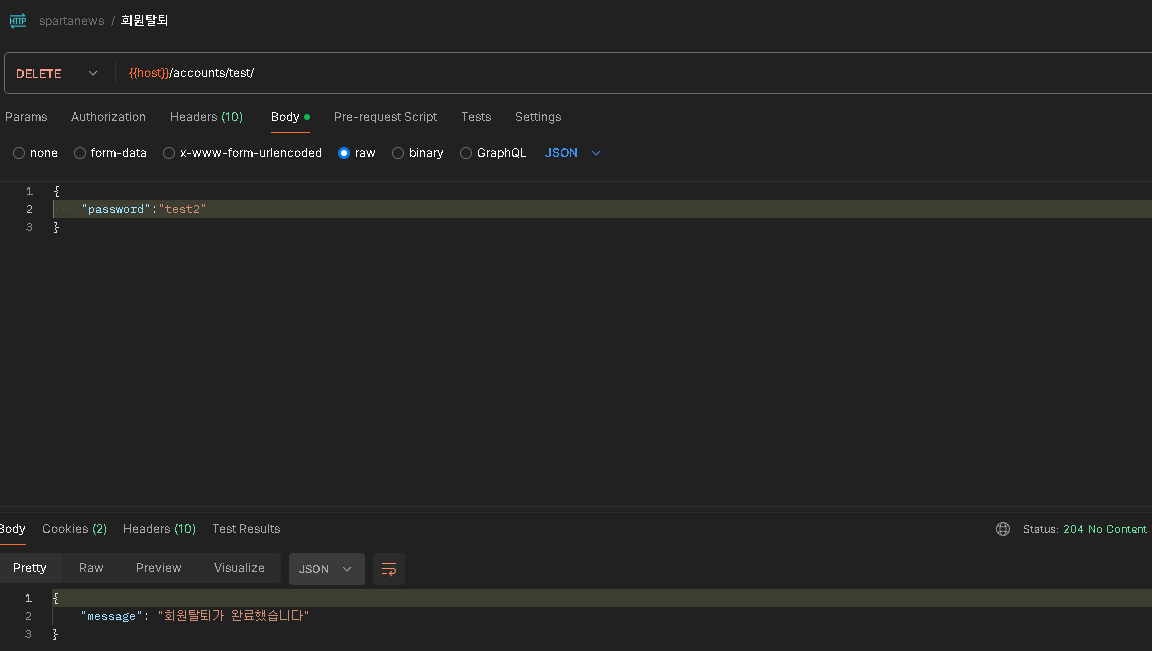 HTTP spartanews / 회원탈퇴
DELETE {{host}}/accounts/test/
Params Authorization Headers (10) Body Pre-request Script Tests Settings
none form-data x-www-form-urlencoded raw binary GraphQL JSON
1 {
2 "password":"test2"
3 }
Body Cookies (2) Headers (10) Test Results Status: 204 No Content
Pretty Raw Preview Visualize JSON
1 {
2 "message": "회원탈퇴가 완료했습니다"
3 }